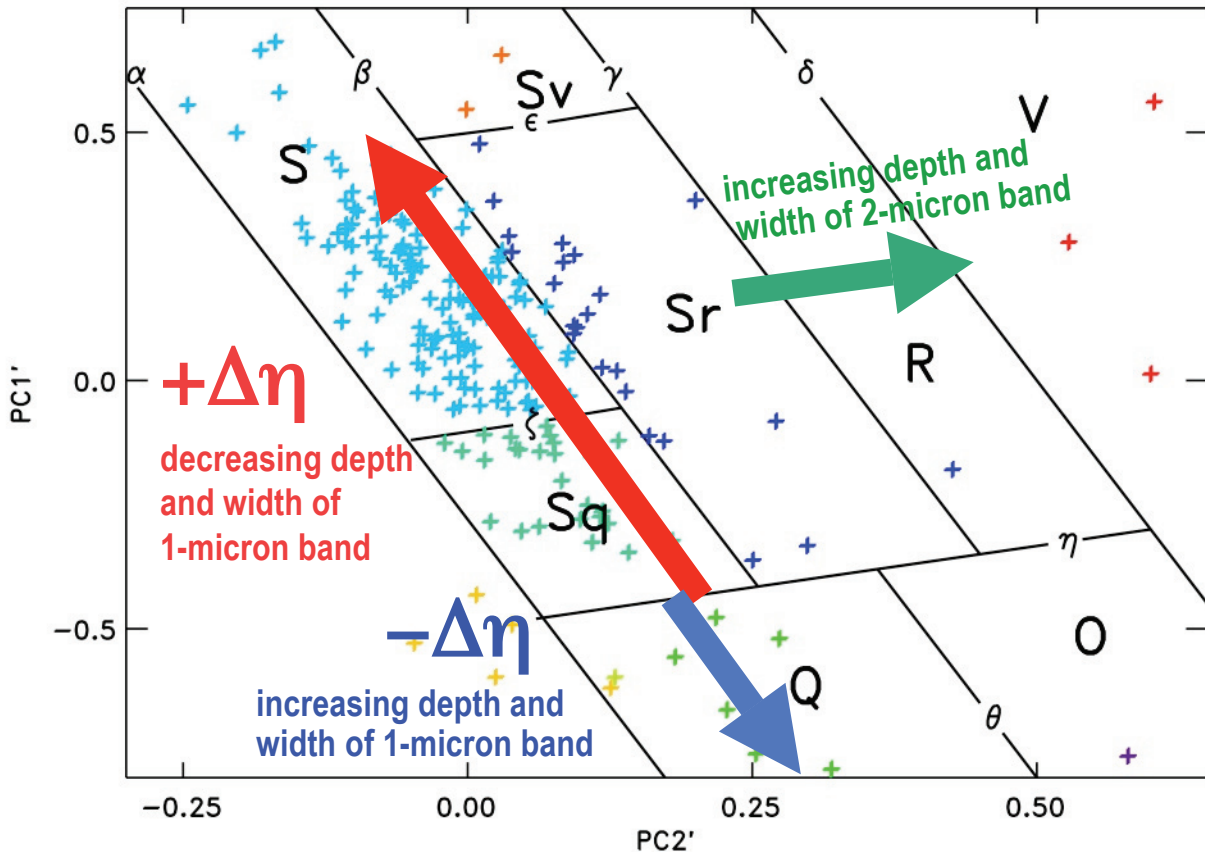 α
β
γ
δ
Sv
ε
V
0.5
S
increasing depth and
width of 2-micron band
Sr
R
PC1'
0.0
+Δη
ζ
decreasing depth
and width of
1-micron band
Sq
η
−0.5
−Δη
O
Q
increasing depth and
width of 1-micron band
θ
−0.25
0.00
0.25
0.50
PC2'